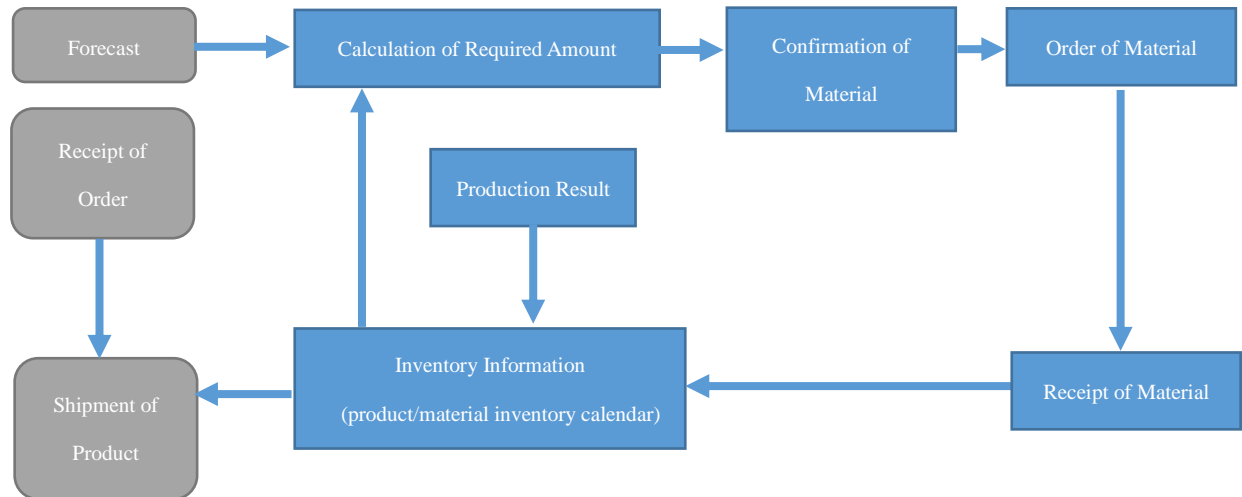 Forecast
Calculation of Required Amount
Confirmation of
Material
Order of Material
Receipt of
Order
Production Result
Inventory Information
(product/material inventory calendar)
Receipt of Material
Shipment of
Product